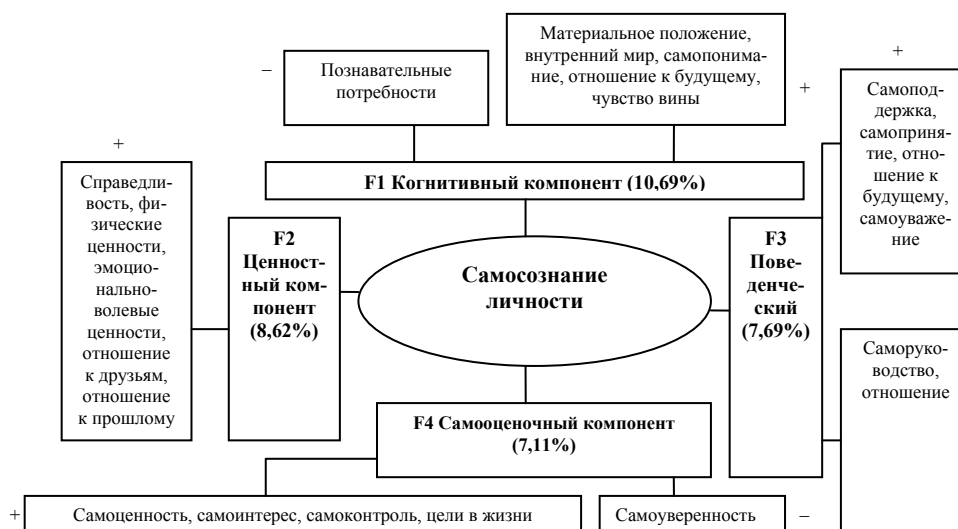 –
Познавательные
потребности
Материальное положение,
внутренний мир, самопонима-
ние, отношение к будущему,
чувство вины
+
+
Самопод-
держка,
самоприня-
тие, отно-
шение к
будущему,
самоуваже-
ние
F1 Когнитивный компонент (10,69%)
+
Справедли-
вость, фи-
зические
ценности,
эмоцио-
нально-
волевые
ценности,
отношение
к друзьям,
отношение
к прошлому
F2
Ценност-
ный ком-
понент
(8,62%)
Самосознание
личности
F3
Пове-
денче-
ский
(7,69%)
Саморуко-
водство,
отношение
F4 Самооценочный компонент
(7,11%)
+
Самоценность, самоинтерес, самоконтроль, цели в жизни
Самоуверенность
–